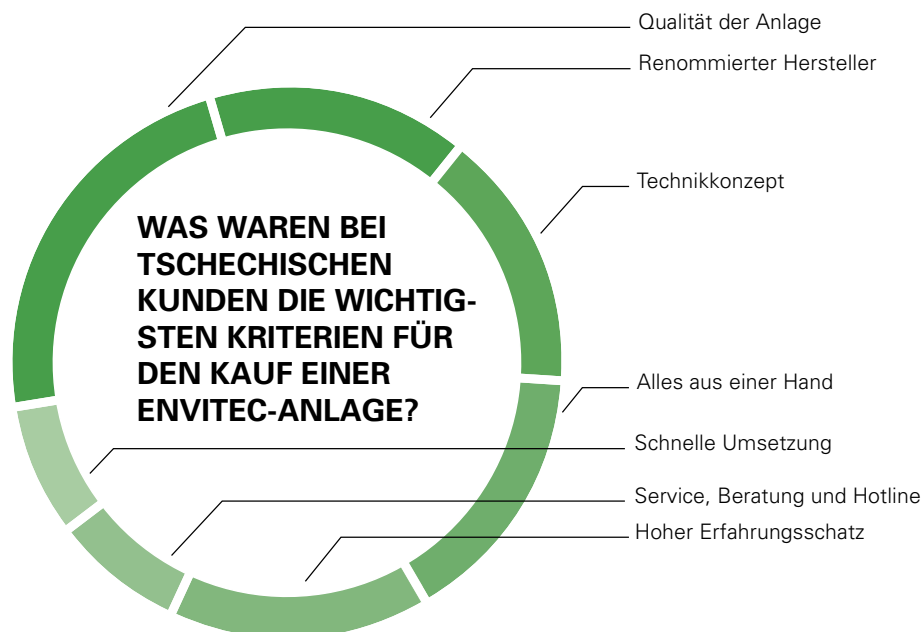 Qualität der Anlage
Renommierter Hersteller
Technikkonzept
WAS WAREN BEI
TSCHECHISCHEN
KUNDEN DIE WICHTIG-
STEN KRITERIEN FÜR
DEN KAUF EINER
ENVITEC-ANLAGE?
Alles aus einer Hand
Schnelle Umsetzung
Service, Beratung und Hotline
Hoher Erfahrungsschatz